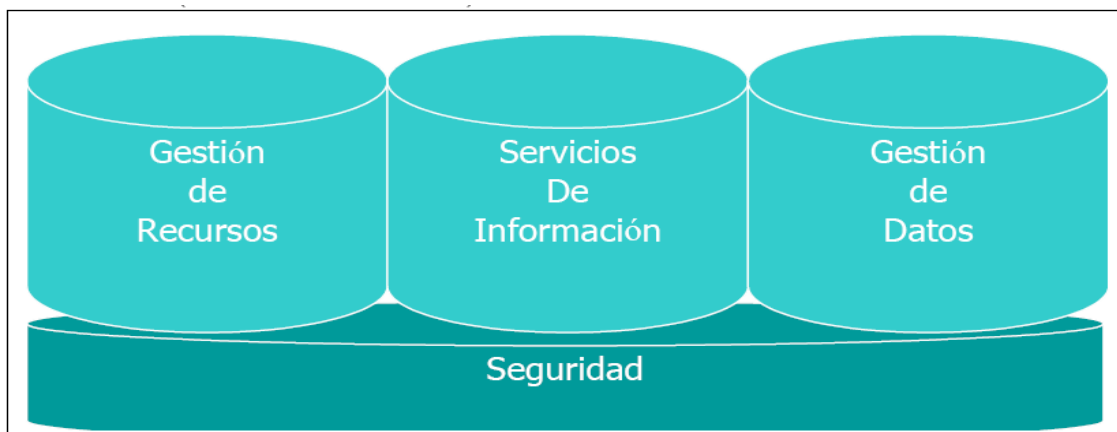 Gestión
de
Recursos
Servicios
De
Información
Gestión
de
Datos
Seguridad